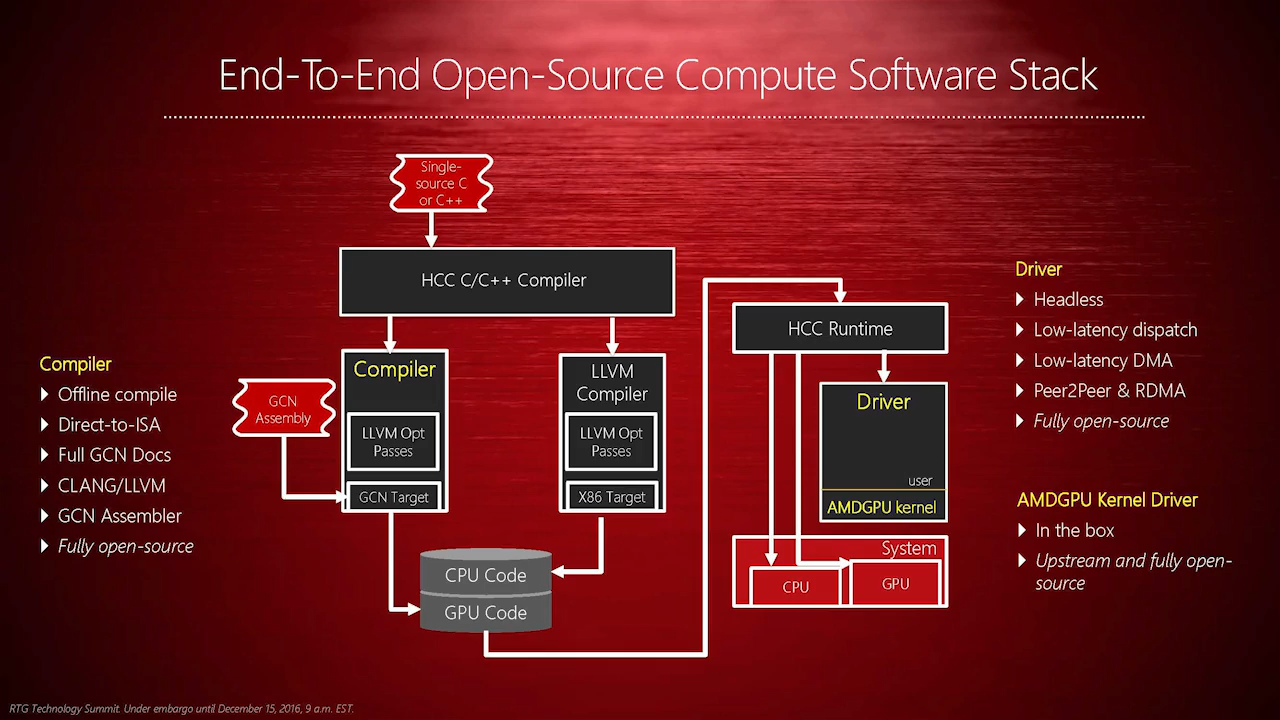 End-To-End Open-Source Compute Software Stack
Single-
source C
or C++
HCC C/C++ Compiler
Compiler
Offline compile
Direct-to-ISA
Full GCN Docs
CLANG/LLVM
GCN Assembler
Fully open-source
GCN
Assembly
Compiler
LLVM Opt
Passes
GCN Target
LLVM
Compiler
LLVM Opt
Passes
X86 Target
CPU Code
GPU Code
HCC Runtime
Driver
user
AMDGPU kernel
System
CPU
GPU
Driver
Headless
Low-latency dispatch
Low-latency DMA
Peer2Peer & RDMA
Fully open-source
AMDGPU Kernel Driver
In the box
Upstream and fully open-
source
RTG Technology Summit. Under embargo until December 15, 2016, 9 a.m. EST.